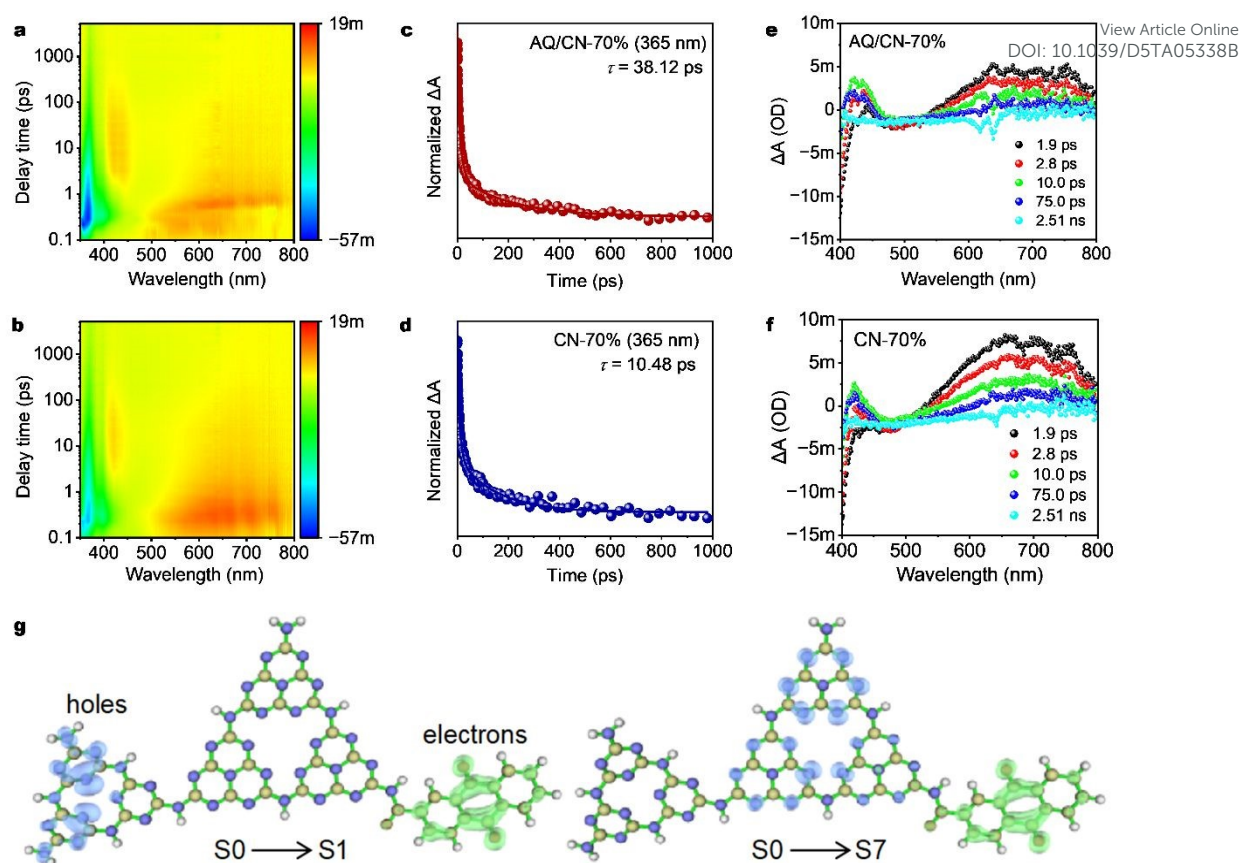 View Article Online
DOI: 10.1039/D5TA05338B
a
Delay time (ps)
1000
100
10
1
0.1
400 500 600 700 800
Wavelength (nm)
19m
−57m
c
AQ/CN-70% (365 nm)
τ = 38.12 ps
Normalized ΔA
0 200 400 600 800 1000
Time (ps)
e
AQ/CN-70%
ΔA (OD)
10m
5m
0
−5m
−10m
−15m
1.9 ps
2.8 ps
10.0 ps
75.0 ps
2.51 ns
400 500 600 700 800
Wavelength (nm)
b
Delay time (ps)
1000
100
10
1
0.1
400 500 600 700 800
Wavelength (nm)
19m
−57m
d
CN-70% (365 nm)
τ = 10.48 ps
Normalized ΔA
0 200 400 600 800 1000
Time (ps)
f
CN-70%
ΔA (OD)
10m
5m
0
−5m
−10m
−15m
1.9 ps
2.8 ps
10.0 ps
75.0 ps
2.51 ns
400 500 600 700 800
Wavelength (nm)
g
holes
electrons
S0 → S1
S0 → S7